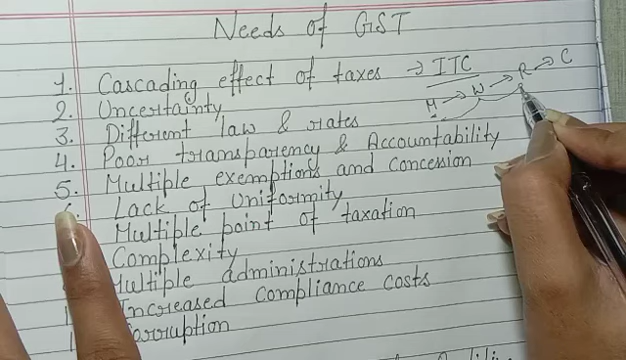 Needs of GST
1. Cascading effect of taxes → ITC
M → W → R → C
2. Uncertainty
3. Different law & rates
4. Poor transparency & Accountability
5. Multiple exemptions and concession
Lack of Uniformity
Multiple point of taxation
Complexity
Multiple administrations
Increased compliance costs
Corruption